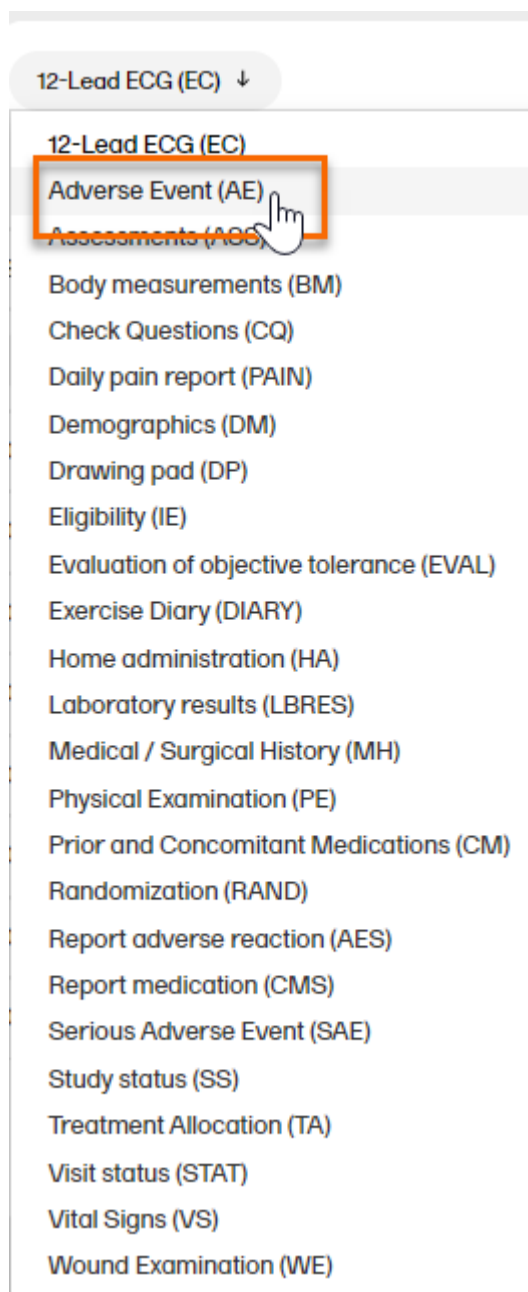 12-Lead ECG (EC) ↓
12-Lead ECG (EC)
Adverse Event (AE)
Assessments (ASS)
Body measurements (BM)
Check Questions (CQ)
Daily pain report (PAIN)
Demographics (DM)
Drawing pad (DP)
Eligibility (IE)
Evaluation of objective tolerance (EVAL)
Exercise Diary (DIARY)
Home administration (HA)
Laboratory results (LBRES)
Medical / Surgical History (MH)
Physical Examination (PE)
Prior and Concomitant Medications (CM)
Randomization (RAND)
Report adverse reaction (AES)
Report medication (CMS)
Serious Adverse Event (SAE)
Study status (SS)
Treatment Allocation (TA)
Visit status (STAT)
Vital Signs (VS)
Wound Examination (WE)